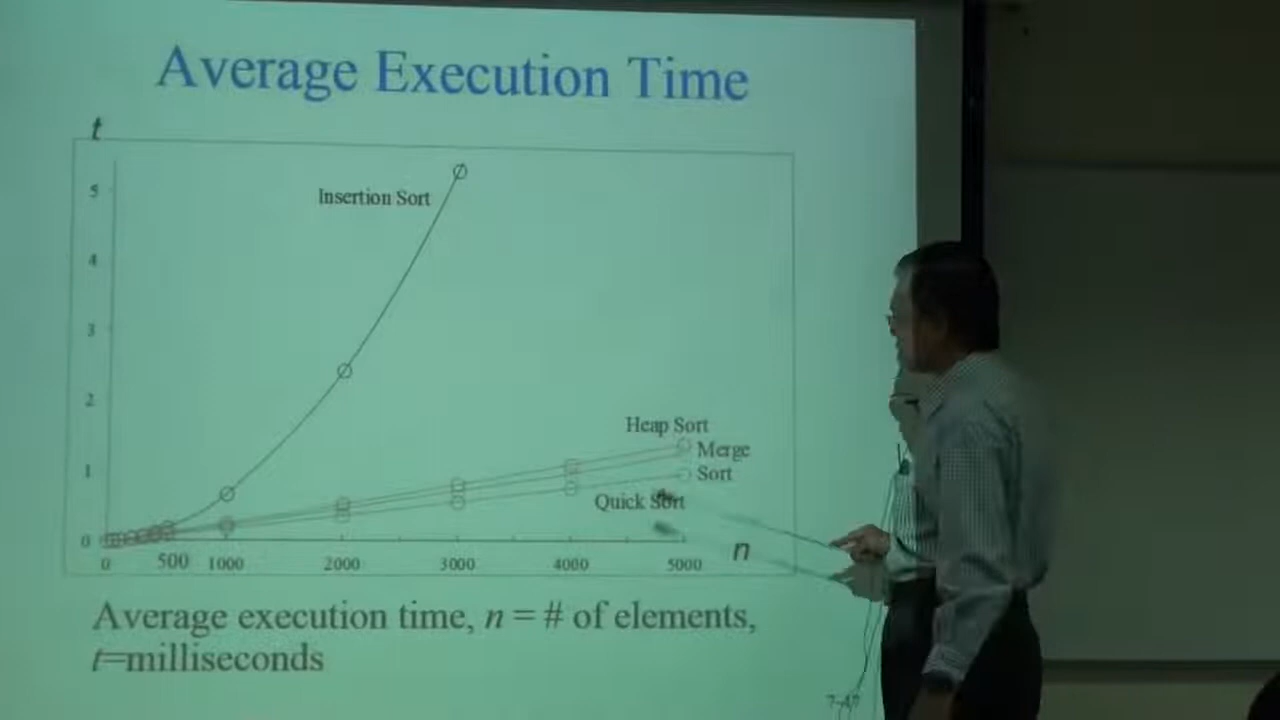 Average Execution Time
t
5
Insertion Sort
4
3
2
Heap Sort
Merge
1
Sort
Quick Sort
0
n
0 500 1000 2000 3000 4000 5000
Average execution time, n = # of elements,
t=milliseconds